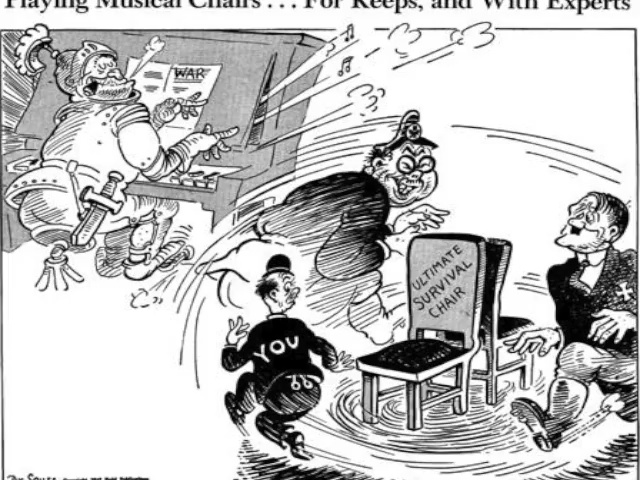 Playing Musical Chairs . . . For Keeps, and With Experts
WAR
ULTIMATE
SURVIVAL
CHAIR
YOU